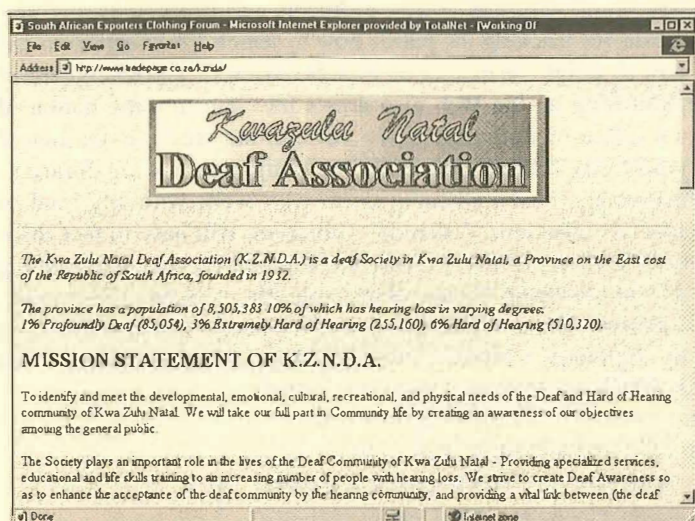 South African Exporters Clothing Forum - Microsoft Internet Explorer provided by TotalNet - [Working Of
File Edit View Go Favorites Help
Address http://www.tradepage.co.za/kznda/
Kwazulu Natal
Deaf Association
The Kwa Zulu Natal Deaf Association (K.Z.N.D.A.) is a deaf Society in Kwa Zulu Natal, a Province on the East cost
of the Republic of South Africa, founded in 1932.
The province has a population of 8,505,383 10% of which has hearing loss in varying degrees.
1% Profoundly Deaf (85,054), 3% Extremely Hard of Hearing (255,160), 6% Hard of Hearing (510,320).
MISSION STATEMENT OF K.Z.N.D.A.
To identify and meet the developmental, emotional, cultural, recreational, and physical needs of the Deaf and Hard of Hearing
community of Kwa Zulu Natal. We will take our full part in Community life by creating an awareness of our objectives
amoung the general public.
The Society plays an important role in the lives of the Deaf Community of Kwa Zulu Natal - Providing apecialized services,
educational and life skills training to an increasing number of people with hearing loss. We strive to create Deaf Awareness so
as to enhance the acceptance of the deaf community by the hearing community, and providing a vital link between (the deaf
Done
Internet zone